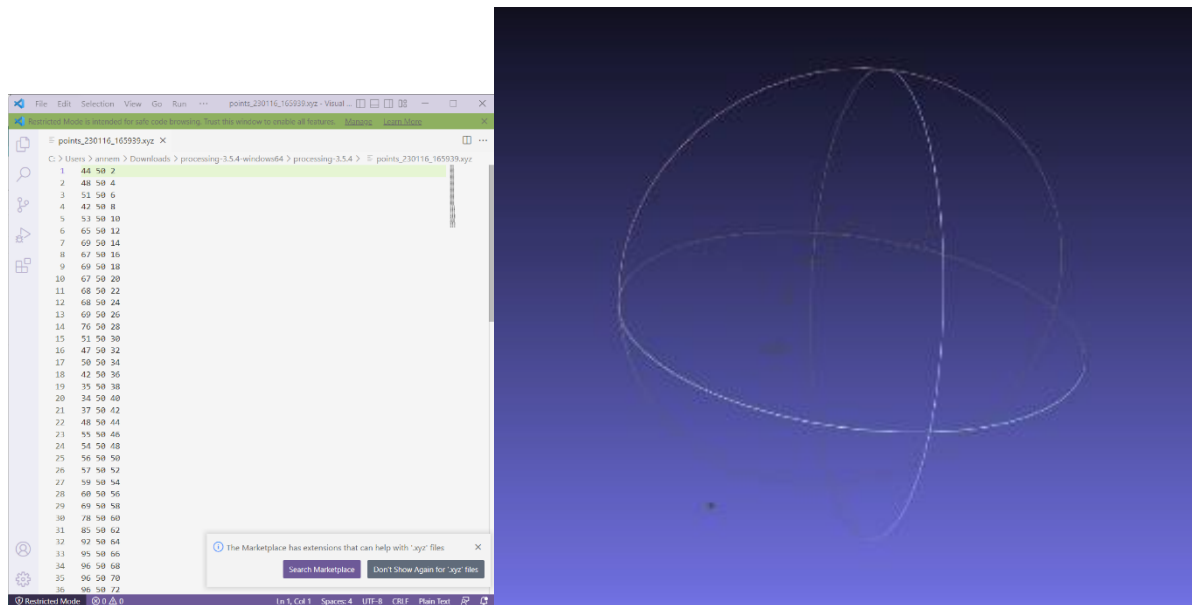 File Edit Selection View Go Run ··· points_230116_165939.xyz - Visual ...
Restricted Mode is intended for safe code browsing. Trust this window to enable all features. Manage Learn More
points_230116_165939.xyz
C: > Users > annem > Downloads > processing-3.5.4-windows64 > processing-3.5.4 > points_230116_165939.xyz
1 44 50 2
2 48 50 4
3 51 50 6
4 42 50 8
5 53 50 10
6 65 50 12
7 69 50 14
8 67 50 16
9 69 50 18
10 67 50 20
11 68 50 22
12 68 50 24
13 69 50 26
14 76 50 28
15 51 50 30
16 47 50 32
17 50 50 34
18 42 50 36
19 35 50 38
20 34 50 40
21 37 50 42
22 48 50 44
23 55 50 46
24 54 50 48
25 56 50 50
26 57 50 52
27 59 50 54
28 60 50 56
29 69 50 58
30 78 50 60
31 85 50 62
32 92 50 64
33 95 50 66
34 96 50 68
35 96 50 70
36 96 50 72
The Marketplace has extensions that can help with '.xyz' files
Search Marketplace Don't Show Again for '.xyz' files
Restricted Mode 0 0 Ln 1, Col 1 Spaces: 4 UTF-8 CRLF Plain Text